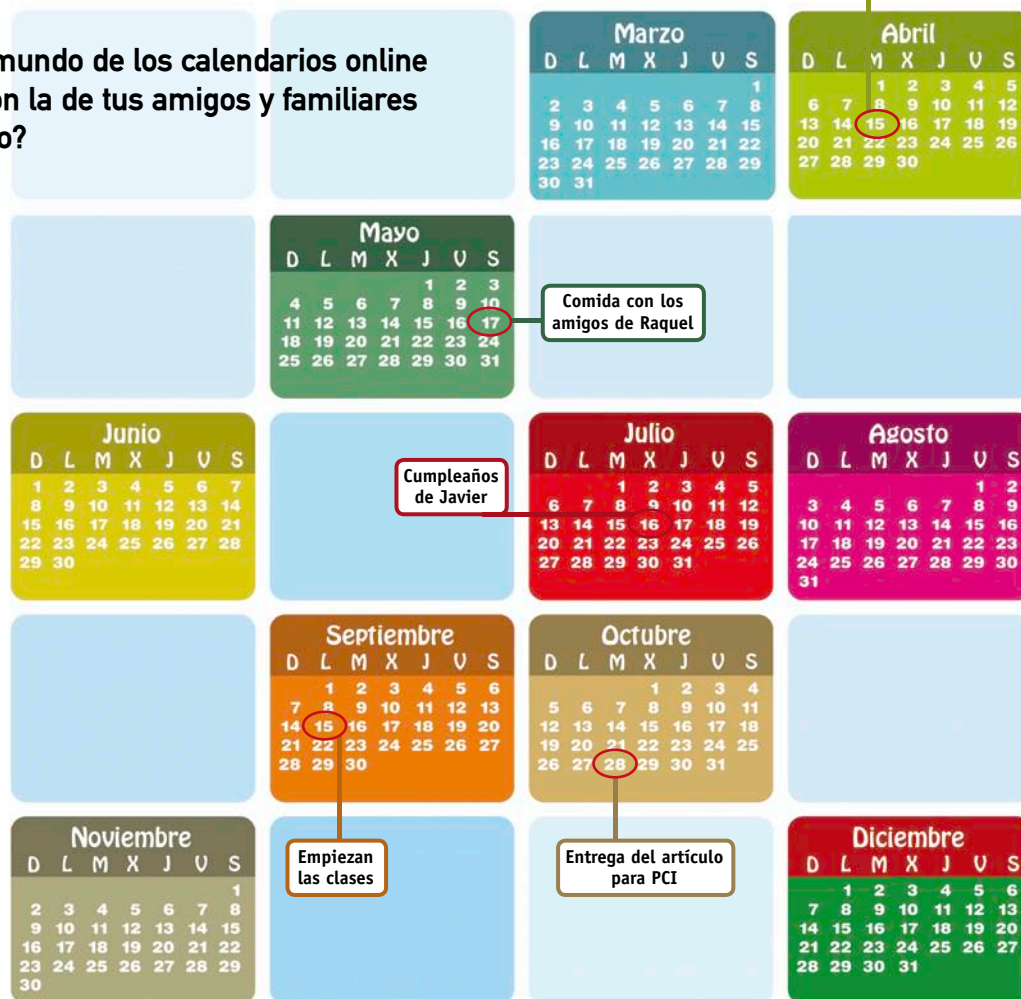 mundo de los calendarios online
on la de tus amigos y familiares
o?
Marzo
D L M X J V S
1
2 3 4 5 6 7 8
9 10 11 12 13 14 15
16 17 18 19 20 21 22
23 24 25 26 27 28 29
30 31
Abril
D L M X J V S
1 2 3 4 5
6 7 8 9 10 11 12
13 14 15 16 17 18 19
20 21 22 23 24 25 26
27 28 29 30
Mayo
D L M X J V S
1 2 3
4 5 6 7 8 9 10
11 12 13 14 15 16 17
18 19 20 21 22 23 24
25 26 27 28 29 30 31
Comida con los
amigos de Raquel
Junio
D L M X J V S
1 2 3 4 5 6 7
8 9 10 11 12 13 14
15 16 17 18 19 20 21
22 23 24 25 26 27 28
29 30
Cumpleaños
de Javier
Julio
D L M X J V S
1 2 3 4 5
6 7 8 9 10 11 12
13 14 15 16 17 18 19
20 21 22 23 24 25 26
27 28 29 30 31
Agosto
D L M X J V S
1 2
3 4 5 6 7 8 9
10 11 12 13 14 15 16
17 18 19 20 21 22 23
24 25 26 27 28 29 30
31
Septiembre
D L M X J V S
1 2 3 4 5 6
7 8 9 10 11 12 13
14 15 16 17 18 19 20
21 22 23 24 25 26 27
28 29 30
Octubre
D L M X J V S
1 2 3 4
5 6 7 8 9 10 11
12 13 14 15 16 17 18
19 20 21 22 23 24 25
26 27 28 29 30 31
Noviembre
D L M X J V S
1
2 3 4 5 6 7 8
9 10 11 12 13 14 15
16 17 18 19 20 21 22
23 24 25 26 27 28 29
30
Empiezan
las clases
Entrega del artículo
para PCI
Diciembre
D L M X J V S
1 2 3 4 5 6
7 8 9 10 11 12 13
14 15 16 17 18 19 20
21 22 23 24 25 26 27
28 29 30 31